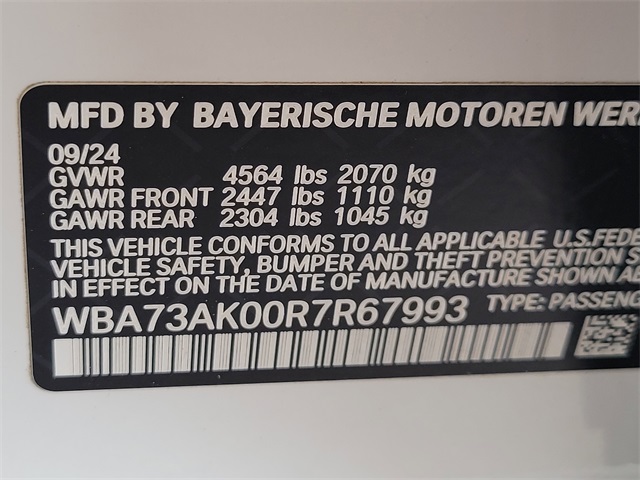 MFD BY BAYERISCHE MOTOREN WER
09/24
GVWR 4564 lbs 2070 kg
GAWR FRONT 2447 lbs 1110 kg
GAWR REAR 2304 lbs 1045 kg
THIS VEHICLE CONFORMS TO ALL APPLICABLE U.S.FEDE
VEHICLE SAFETY, BUMPER AND THEFT PREVENTION S
IN EFFECT ON THE DATE OF MANUFACTURE SHOWN A
WBA73AK00R7R67993 TYPE: PASSENG